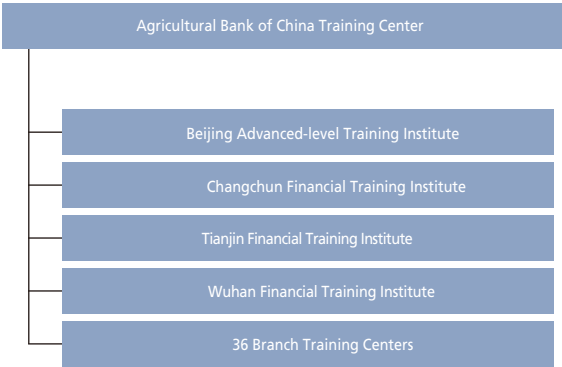 Agricultural Bank of China Training Center
Beijing Advanced-level Training Institute
Changchun Financial Training Institute
Tianjin Financial Training Institute
Wuhan Financial Training Institute
36 Branch Training Centers